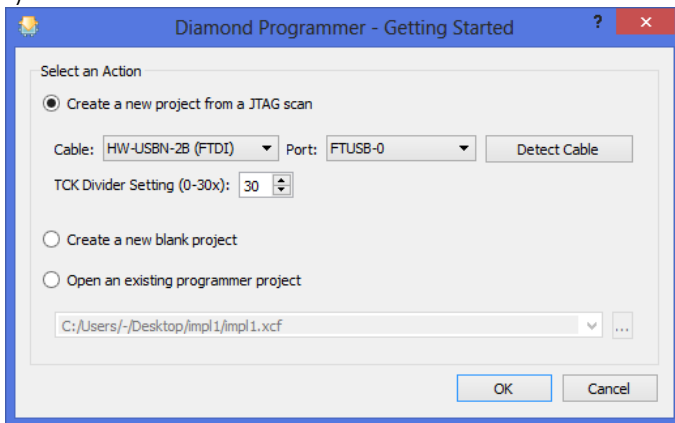 Diamond Programmer - Getting Started ? ×
Select an Action
Create a new project from a JTAG scan
Cable: HW-USBN-2B (FTDI) Port: FTUSB-0 Detect Cable
TCK Divider Setting (0-30x): 30
Create a new blank project
Open an existing programmer project
C:/Users/-/Desktop/impl1/impl1.xcf ...
OK Cancel